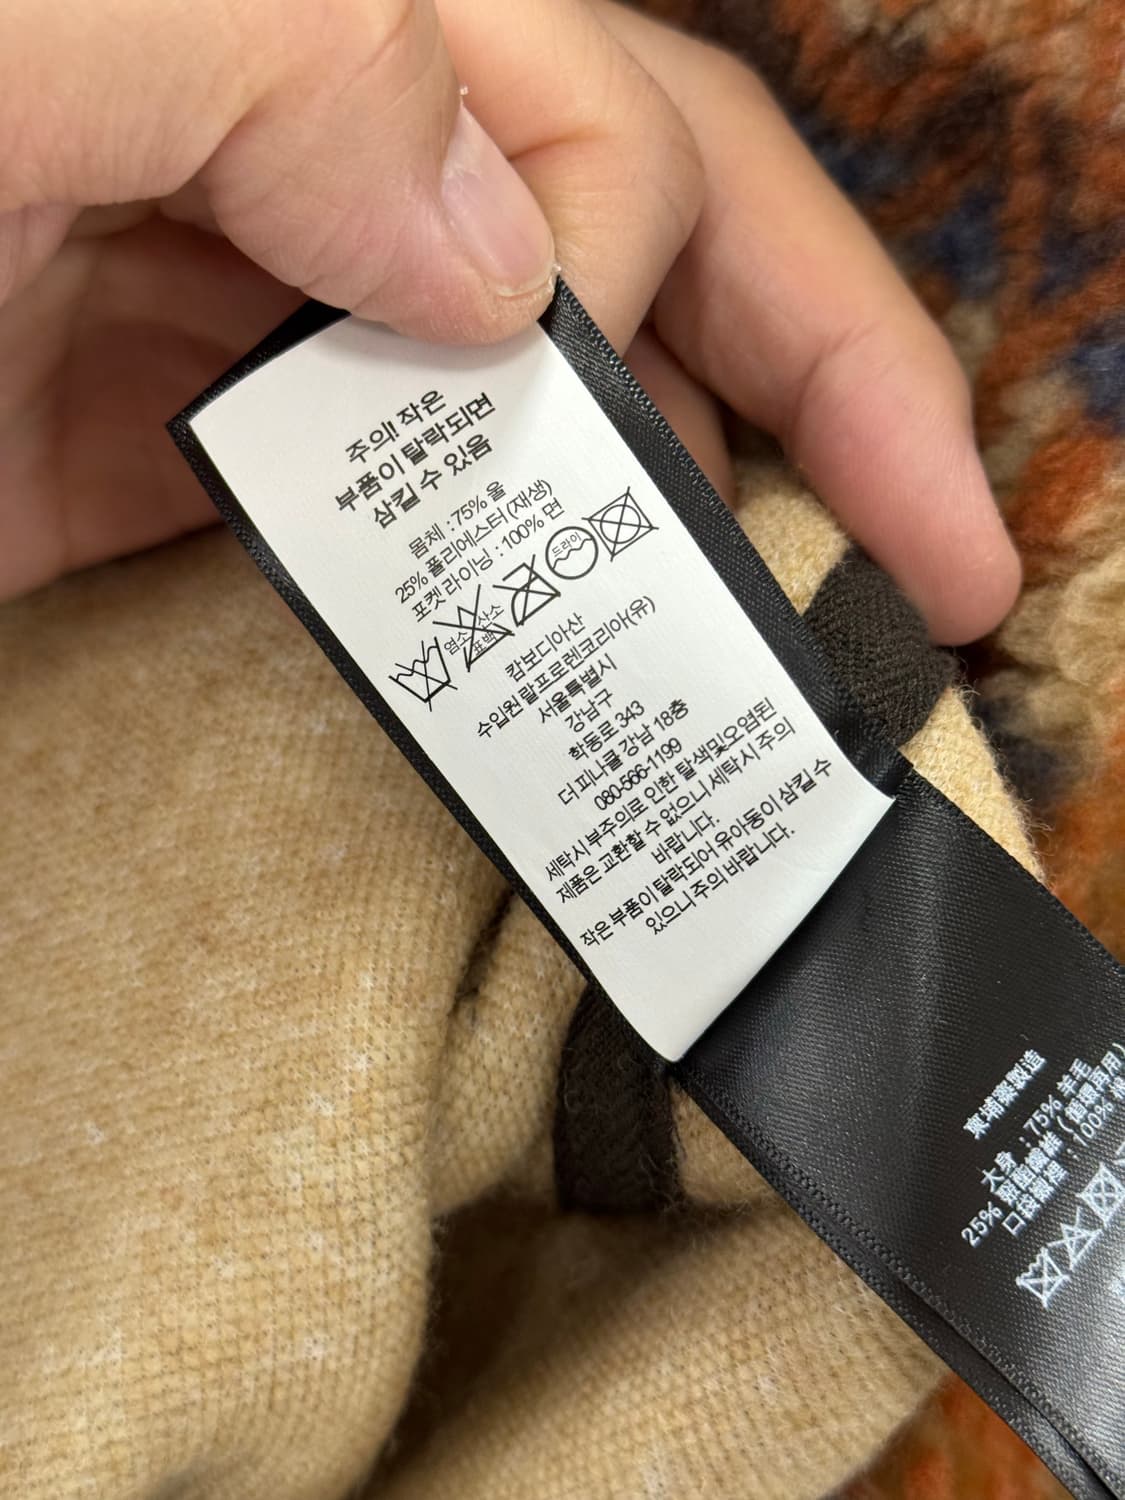 주의! 작은
부품이 탈락되면
삼킬 수 있음
몸체 : 75% 울
25% 폴리에스터 (재생)
포켓 라이닝 : 100% 면
염소 산소
표백
드라이
캄보디아산
수입원 랄프로렌코리아(유)
서울특별시
강남구
학동로 343
더 피나클 강남 18층
080-566-1199
세탁시 부주의로 인한 탈색및오염된
제품은 교환할 수 없으니 세탁시 주의
바랍니다.
작은 부품이 탈락되어 유아동이 삼킬 수
있으니 주의 바랍니다.
柬埔寨製造
大身 : 75% 羊毛
25% 聚酯纖維 (循環再用)
口袋襯裡 : 100% 棉